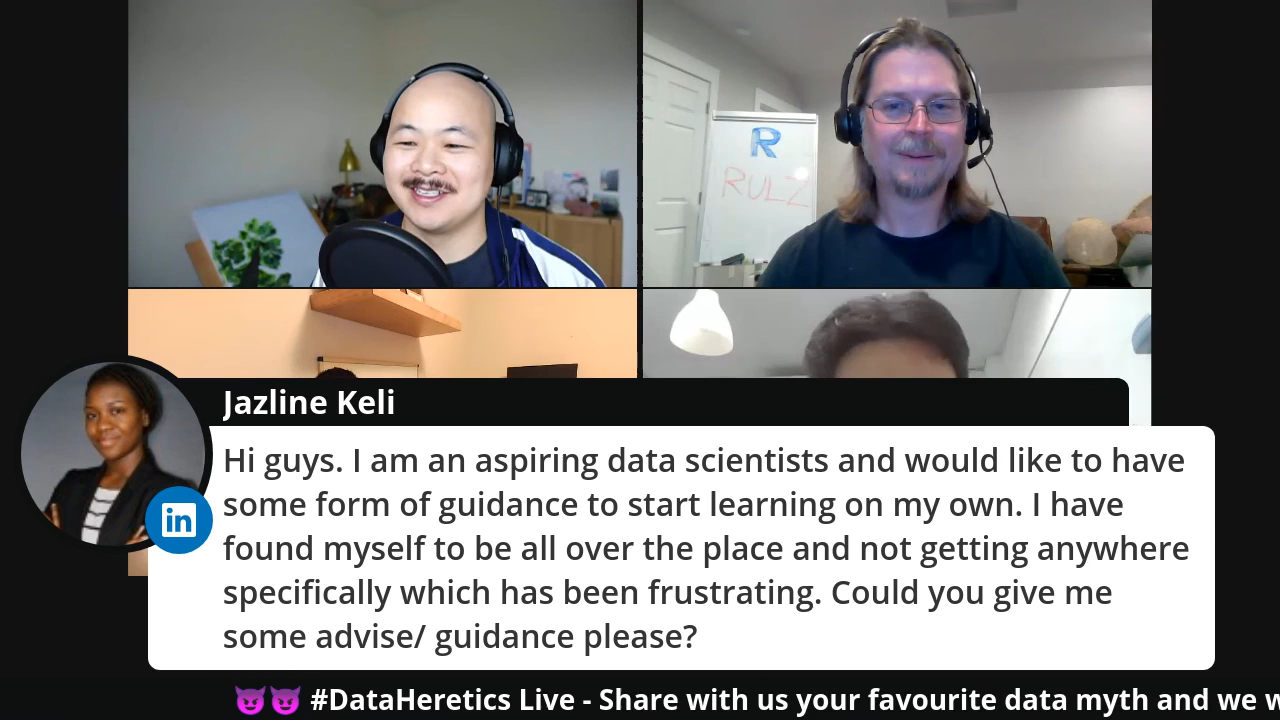 R
RULZ
Jazline Keli
Hi guys. I am an aspiring data scientists and would like to have
some form of guidance to start learning on my own. I have
found myself to be all over the place and not getting anywhere
specifically which has been frustrating. Could you give me
some advise/ guidance please?
in
😈😈 #DataHeretics Live - Share with us your favourite data myth and we w